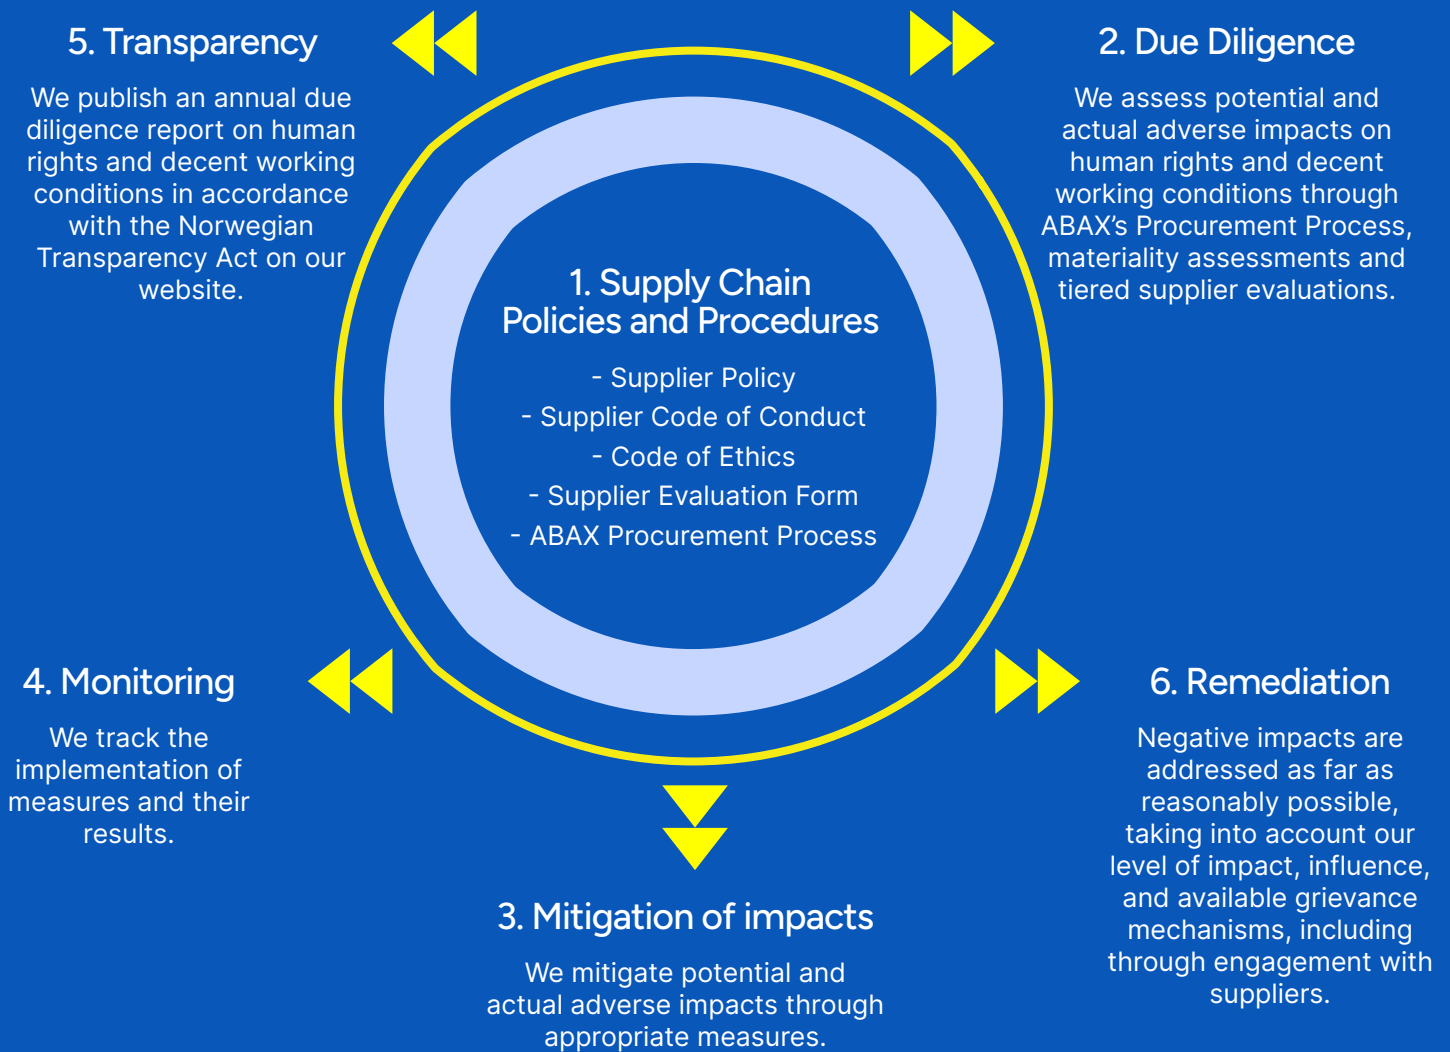 5. Transparency
We publish an annual due
diligence report on human
rights and decent working
conditions in accordance
with the Norwegian
Transparency Act on our
website.
2. Due Diligence
We assess potential and
actual adverse impacts on
human rights and decent
working conditions through
ABAX’s Procurement Process,
materiality assessments and
tiered supplier evaluations.
1. Supply Chain
Policies and Procedures
- Supplier Policy
- Supplier Code of Conduct
- Code of Ethics
- Supplier Evaluation Form
- ABAX Procurement Process
4. Monitoring
We track the
implementation of
measures and their
results.
6. Remediation
Negative impacts are
addressed as far as
reasonably possible,
taking into account our
level of impact, influence,
and available grievance
mechanisms, including
through engagement with
suppliers.
3. Mitigation of impacts
We mitigate potential and
actual adverse impacts through
appropriate measures.